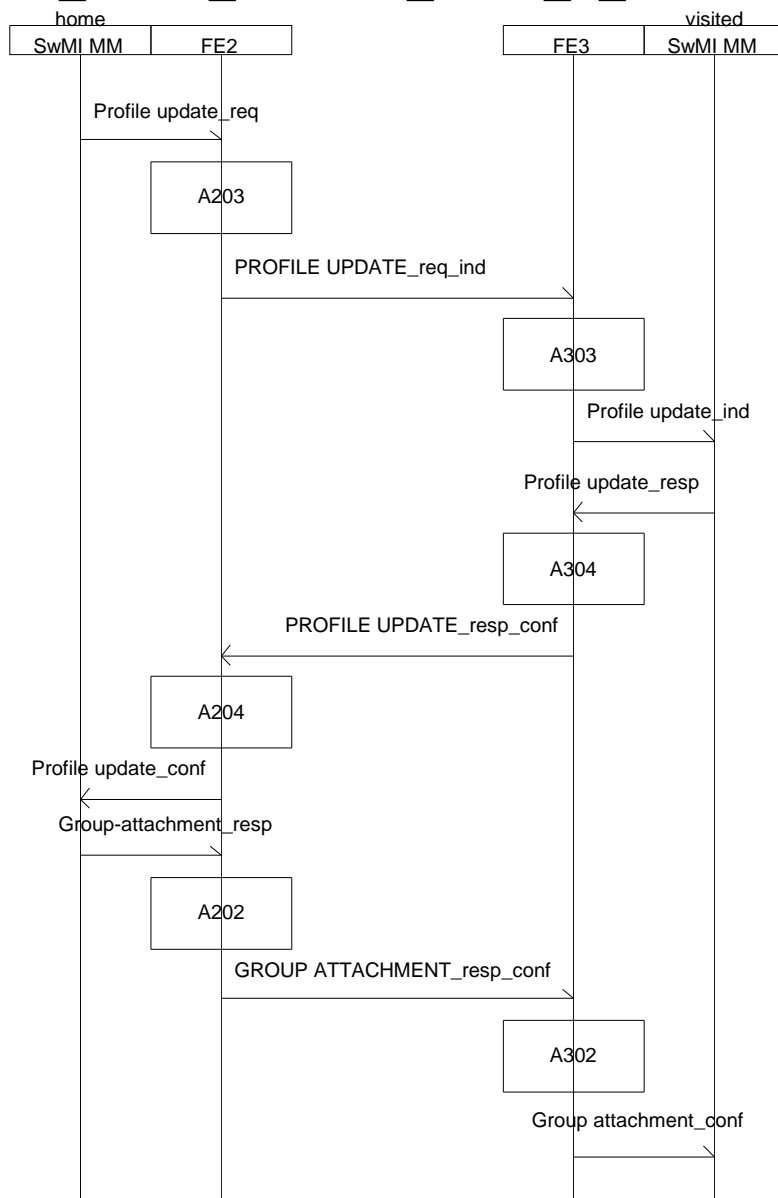 home
visited
SwMI MM
FE2
FE3
SwMI MM
Profile update_req
A203
PROFILE UPDATE_req_ind
A303
Profile update_ind
Profile update_resp
A304
PROFILE UPDATE_resp_conf
A204
Profile update_conf
Group-attachment_resp
A202
GROUP ATTACHMENT_resp_conf
A302
Group attachment_conf